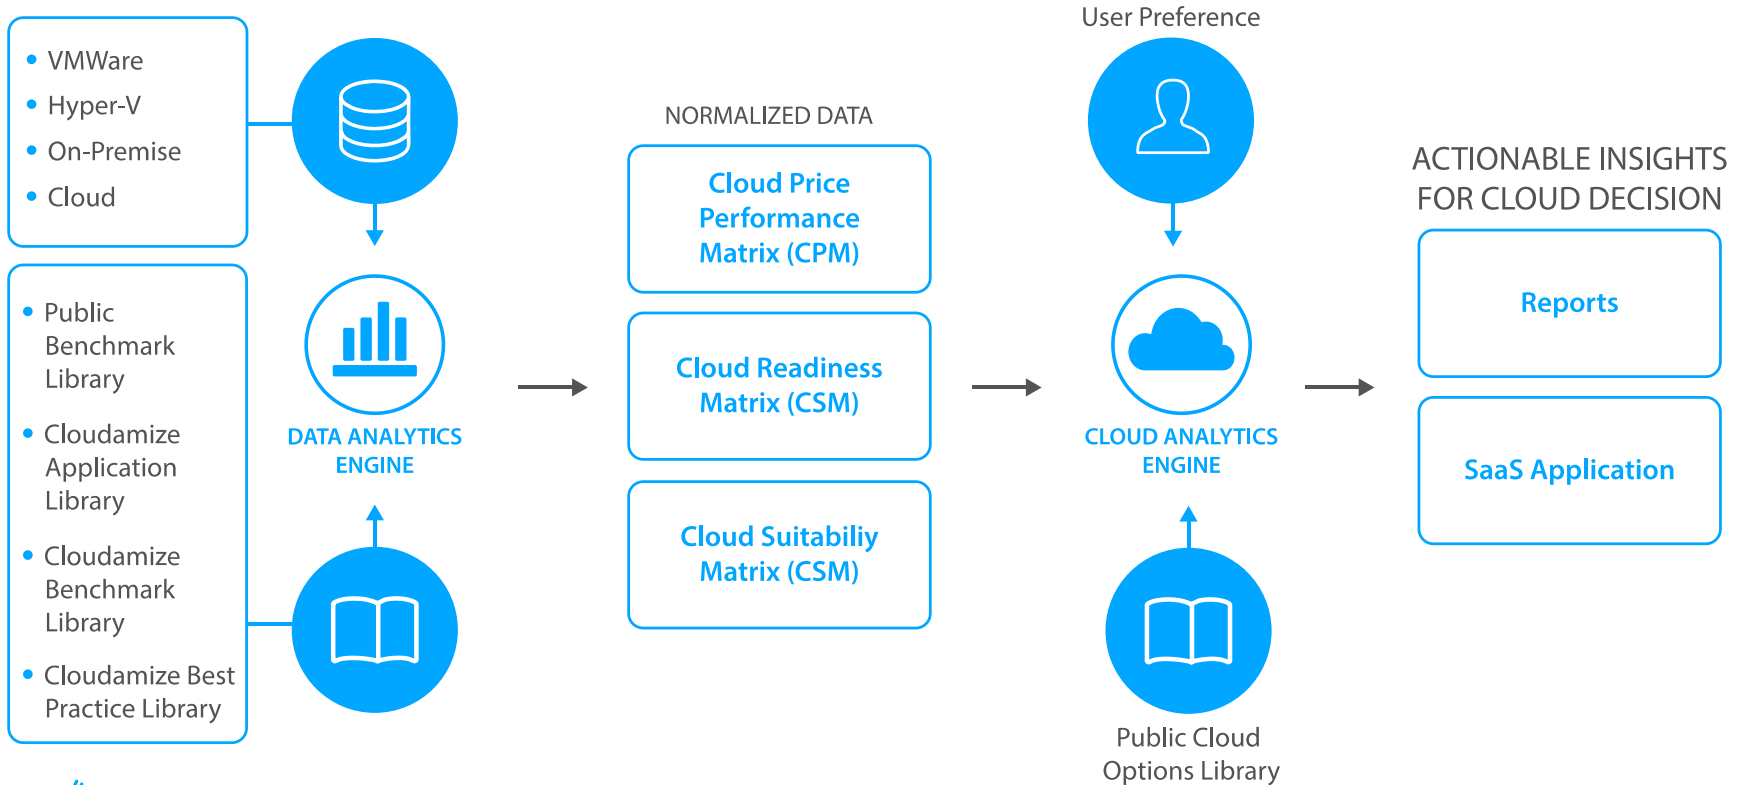 VMWare
Hyper-V
On-Premise
Cloud
Public
Benchmark
Library
Cloudamize
Application
Library
Cloudamize
Benchmark
Library
Cloudamize Best
Practice Library
DATA ANALYTICS
ENGINE
NORMALIZED DATA
Cloud Price
Performance
Matrix (CPM)
Cloud Readiness
Matrix (CSM)
Cloud Suitabiliy
Matrix (CSM)
User Preference
CLOUD ANALYTICS
ENGINE
Public Cloud
Options Library
ACTIONABLE INSIGHTS
FOR CLOUD DECISION
Reports
SaaS Application